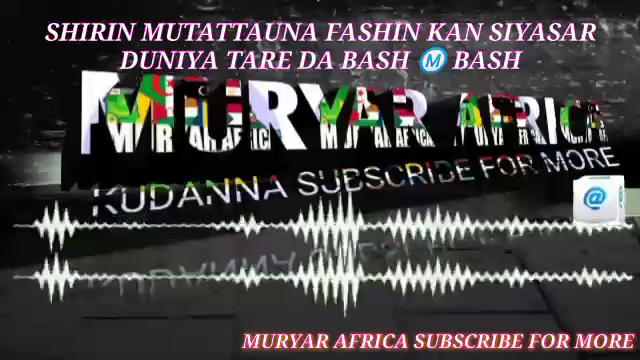 SHIRIN MUTATTAUNA FASHIN KAN SIYASAR
DUNIYA TARE DA BASH M BASH
MURYAR AFRICA
KUDANNA SUBSCRIBE FOR MORE
@
MURYAR AFRICA SUBSCRIBE FOR MORE